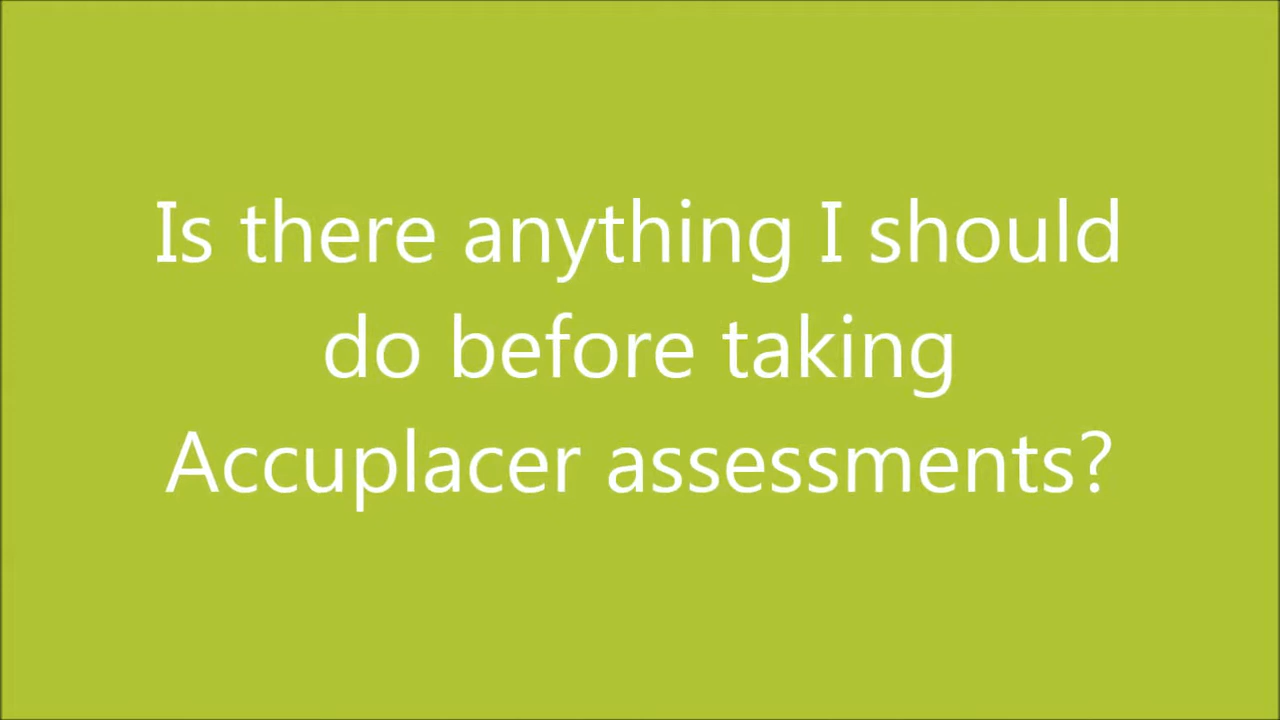 Is there anything I should
do before taking
Accuplacer assessments?